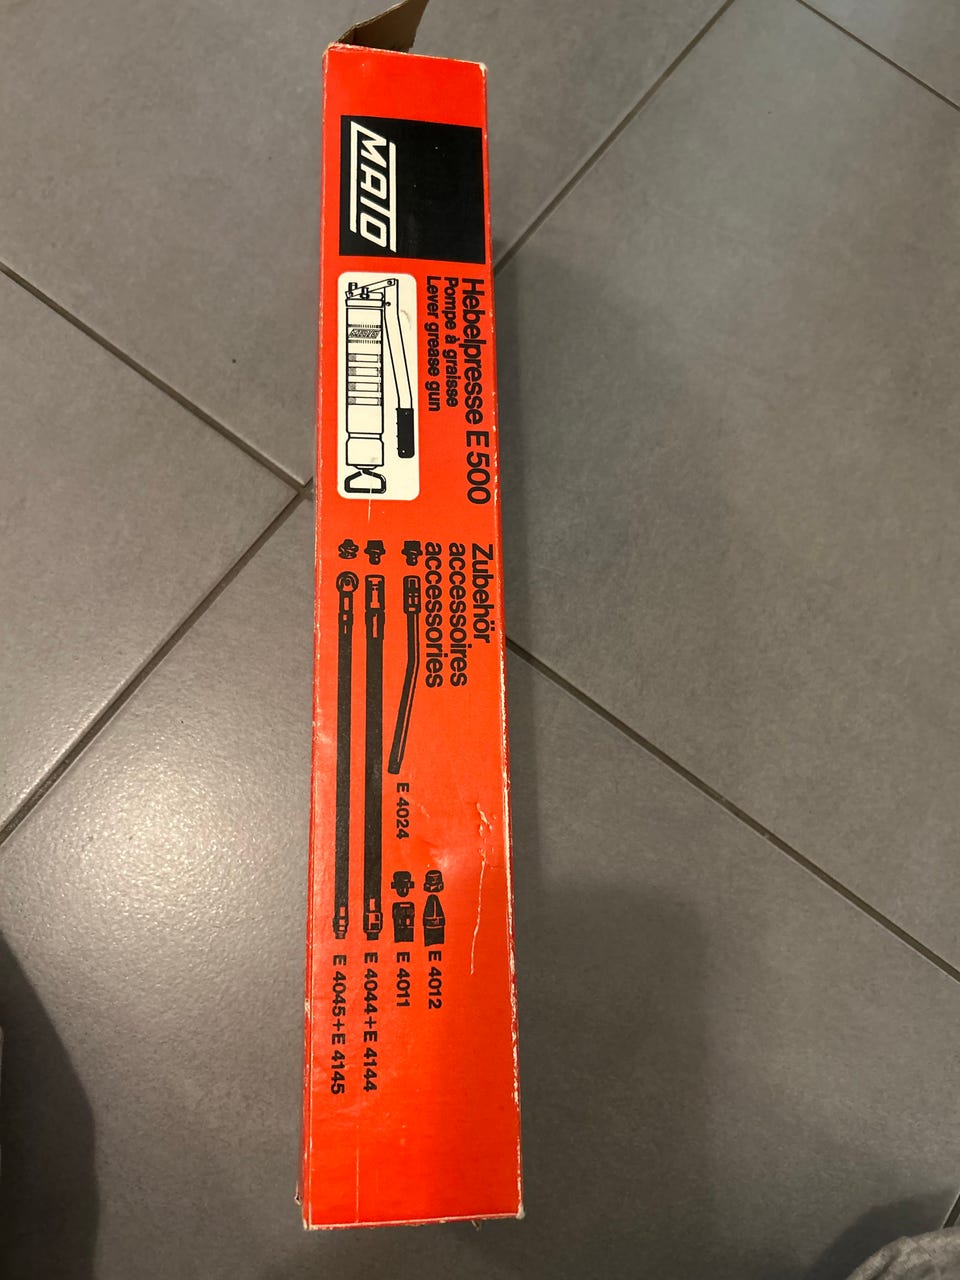 MATO
Hebelpresse E 500
Pompe à graisse
Lever grease gun
Zubehör
accessoires
accessories
E 4024
E 4012
E 4011
E 4044+E 4144
E 4045+E 4145